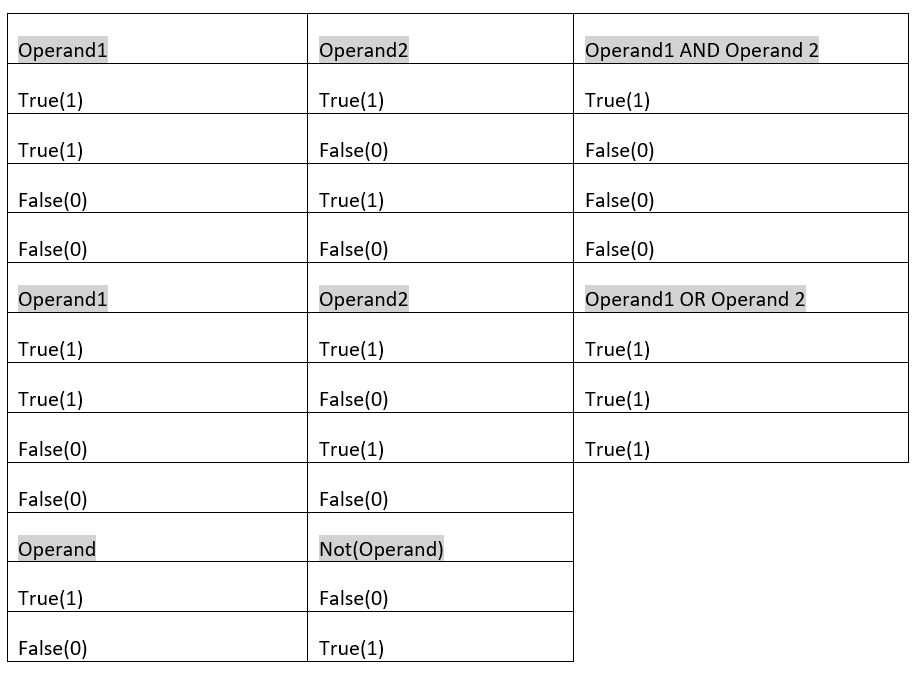 Operand1 Operand2 Operand1 AND Operand 2
True(1) True(1) True(1)
True(1) False(0) False(0)
False(0) True(1) False(0)
False(0) False(0) False(0)
Operand1 Operand2 Operand1 OR Operand 2
True(1) True(1) True(1)
True(1) False(0) True(1)
False(0) True(1) True(1)
False(0) False(0)
Operand Not(Operand)
True(1) False(0)
False(0) True(1)